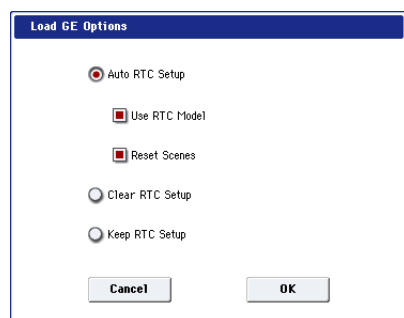 Load GE Options
Auto RTC Setup
Use RTC Model
Reset Scenes
Clear RTC Setup
Keep RTC Setup
Cancel OK